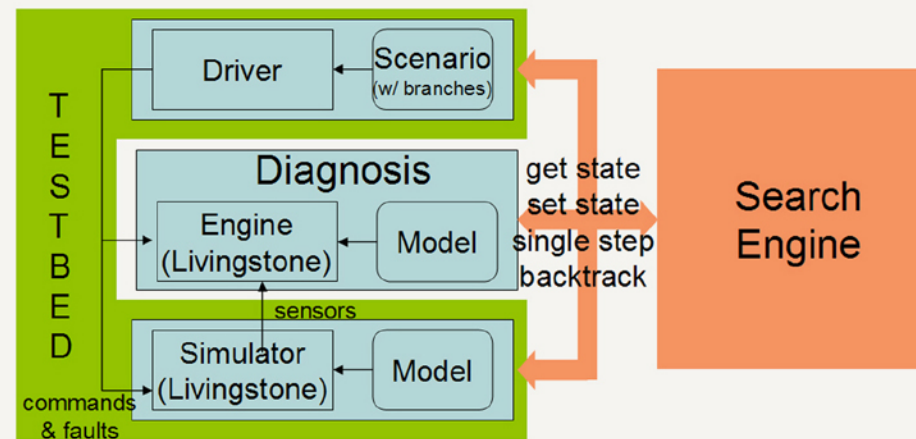 TESTBED
Driver
Scenario
(w/ branches)
Diagnosis
Engine
(Livingstone)
Model
sensors
Simulator
(Livingstone)
Model
commands
& faults
get state
set state
single step
backtrack
Search
Engine